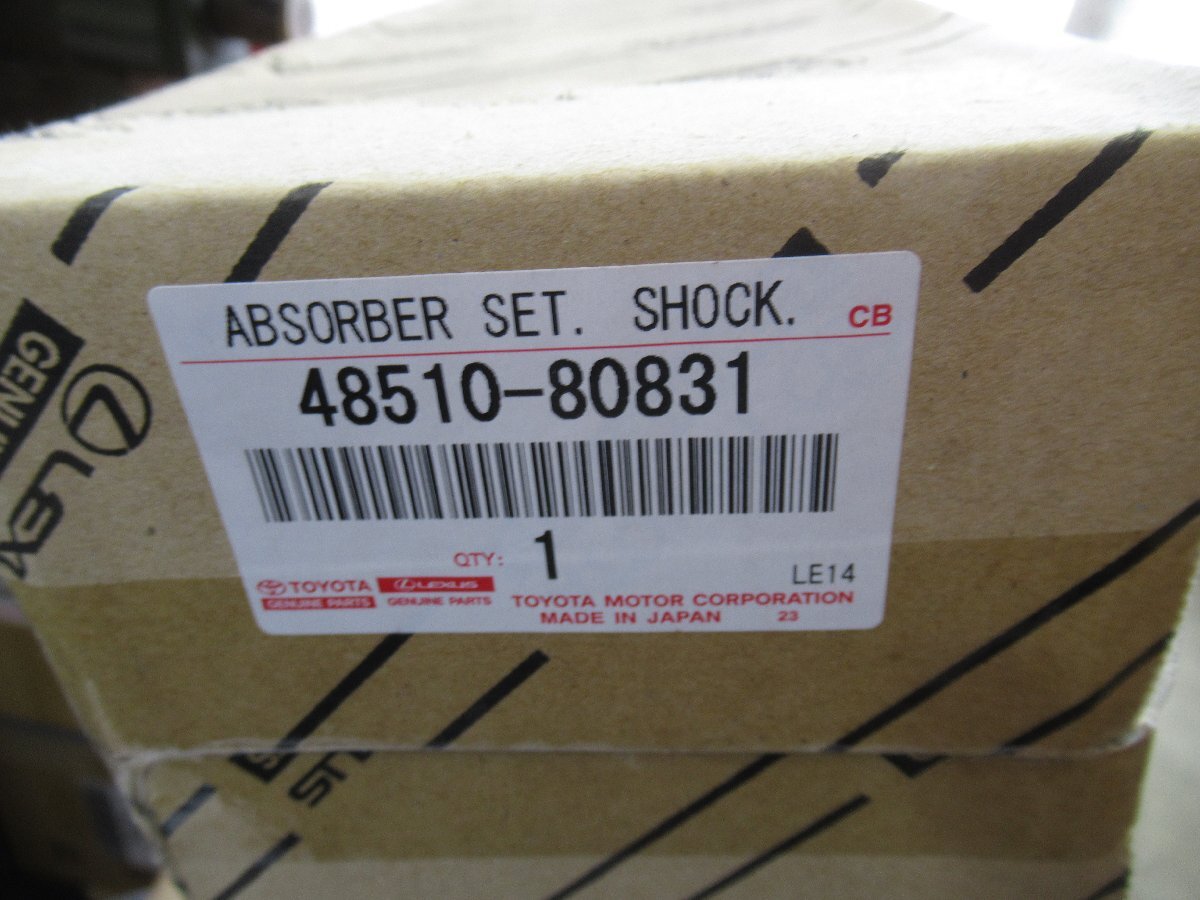 ABSORBER SET. SHOCK. CB
48510-80831
QTY: 1
LE14
TOYOTA LEXUS
GENUINE PARTS GENUINE PARTS
TOYOTA MOTOR CORPORATION
MADE IN JAPAN 23